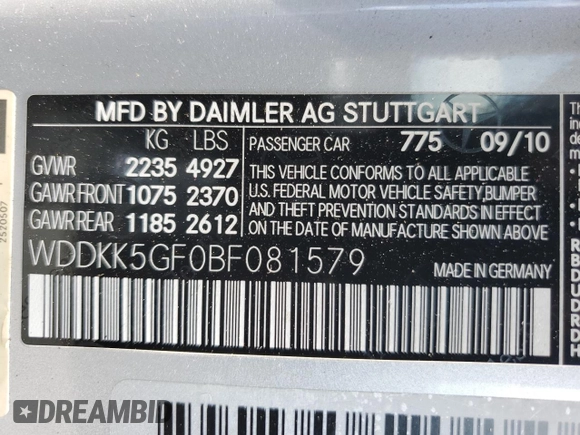 MFD BY DAIMLER AG STUTTGART
KG LBS PASSENGER CAR 775 09/10
GVWR 2235 4927
GAWR FRONT 1075 2370
GAWR REAR 1185 2612
THIS VEHICLE CONFORMS TO ALL APPLICABLE
U.S. FEDERAL MOTOR VEHICLE SAFETY, BUMPER
AND THEFT PREVENTION STANDARDS IN EFFECT
ON THE DATE OF MANUFACTURE SHOWN ABOVE.
WDDKK5GF0BF081579 MADE IN GERMANY
2520507
DREAMBID